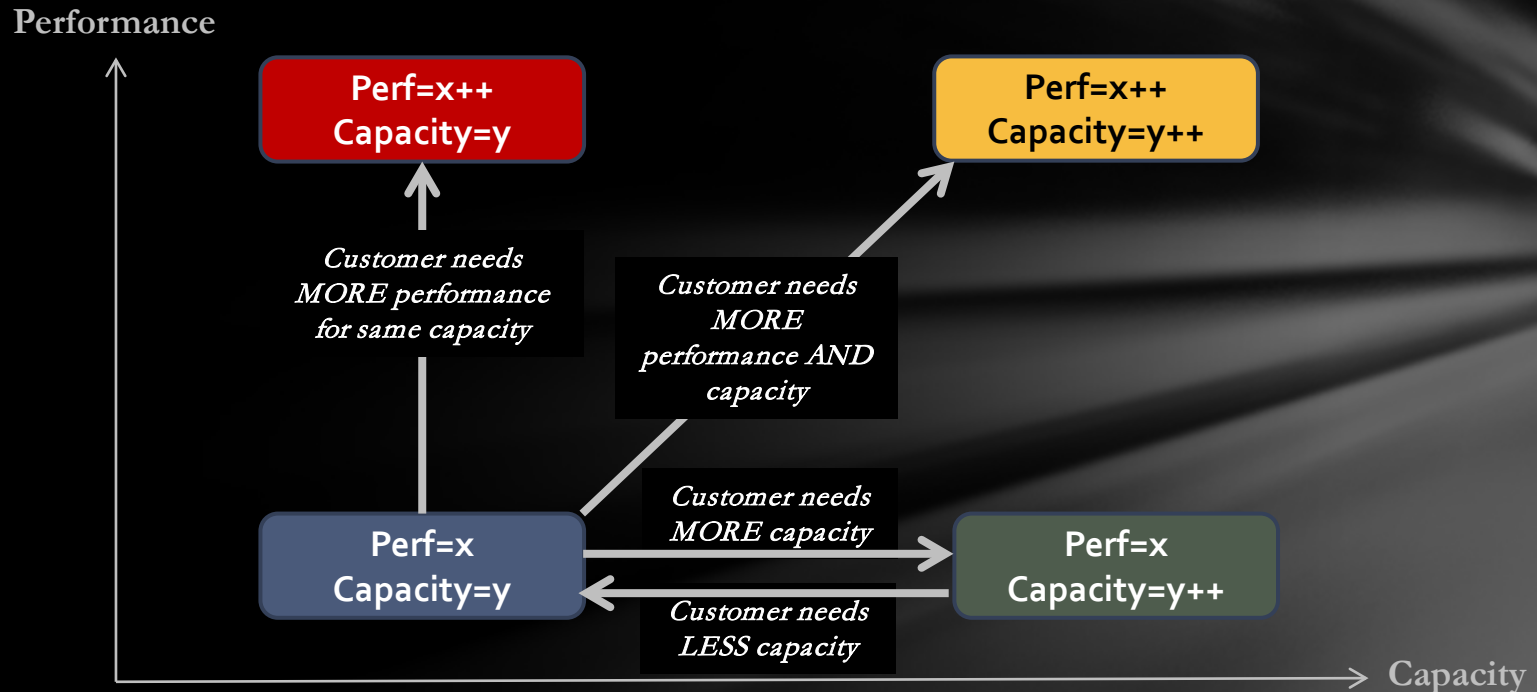 Performance
Perf=x++
Capacity=y
Perf=x++
Capacity=y++
Customer needs
MORE performance
for same capacity
Customer needs
MORE
performance AND
capacity
Customer needs
MORE capacity
Perf=x
Capacity=y
Perf=x
Capacity=y++
Customer needs
LESS capacity
Capacity